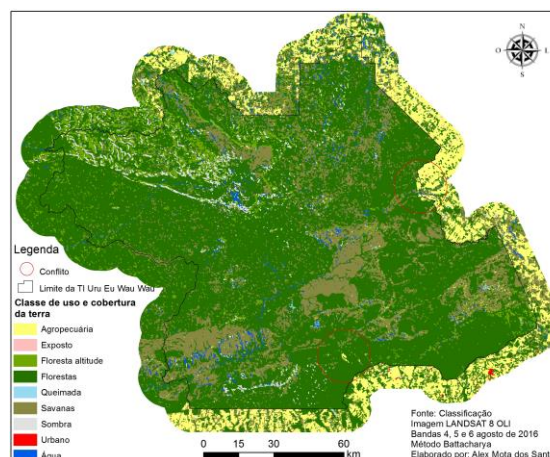 N
O
L
S
Legenda
Conflito
Limite da TI Uru Eu Wau Wau
Classe de uso e cobertura
da terra
Agropecuária
Exposto
Floresta altitude
Florestas
Queimada
Savanas
Sombra
Urbano
Água
0 15 30 60
km
Fonte: Classificação
Imagem LANDSAT 8 OLI
Bandas 4, 5 e 6 agosto de 2016
Método Battacharya
Elaborado por: Alex Mota dos Santos